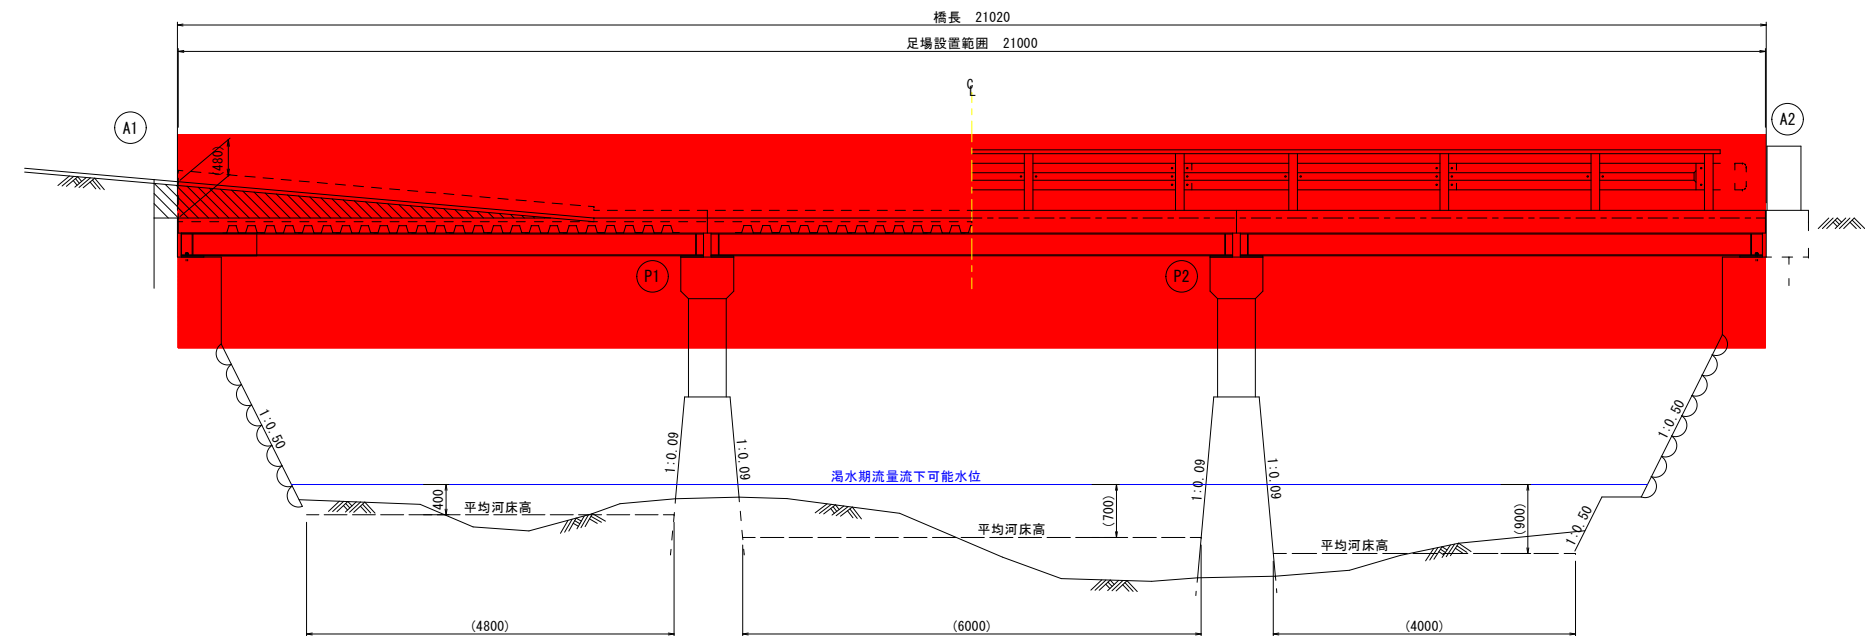 橋長 21020
足場設置範囲 21000
CL
A1
A2
(480)
P1
P2
1:0.50
1:0.09
1:0.09
1:0.09
1:0.09
1:0.50
渇水期流量流下可能水位
400
平均河床高
(700)
平均河床高
(900)
平均河床高
1:0.50
(4800)
(6000)
(4000)